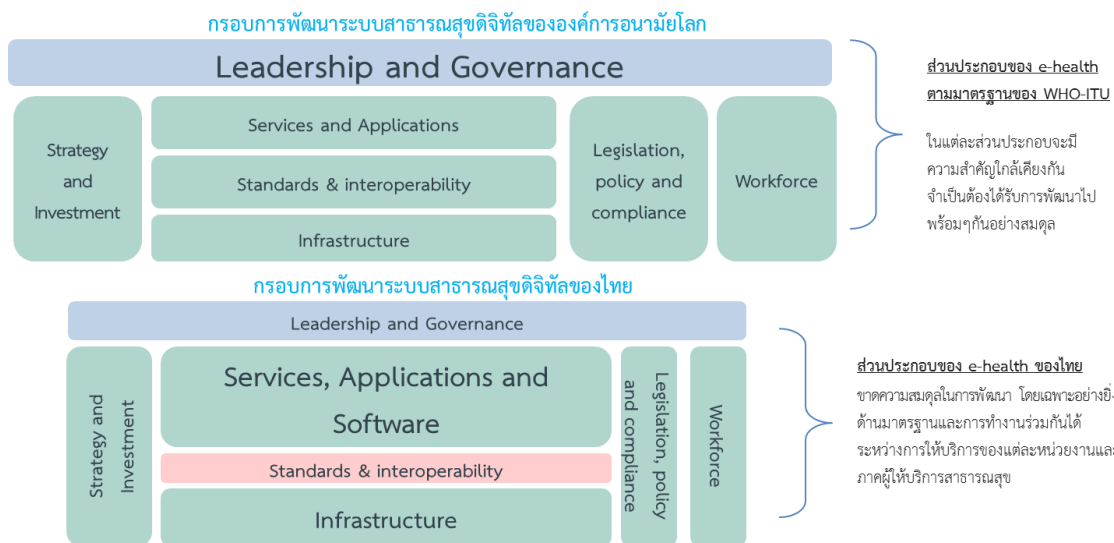 กรอบการพัฒนาระบบสาธารณสุขดิจิทัลขององค์การอนามัยโลก
Leadership and Governance
Strategy
and
Investment
Services and Applications
Standards & interoperability
Infrastructure
Legislation,
policy and
compliance
Workforce
ส่วนประกอบของ e-health
ตามมาตรฐานของ WHO-ITU
ในแต่ละส่วนประกอบจะมี
ความสำคัญใกล้เคียงกัน
จำเป็นต้องได้รับการพัฒนาไป
พร้อมๆกันอย่างสมดุล
กรอบการพัฒนาระบบสาธารณสุขดิจิทัลของไทย
Leadership and Governance
Strategy and
Investment
Services, Applications and
Software
Standards & interoperability
Infrastructure
Legislation, policy
and compliance
Workforce
ส่วนประกอบของ e-health ของไทย
ขาดความสมดุลในการพัฒนา โดยเฉพาะอย่างยิ่ง
ด้านมาตรฐานและการทำงานร่วมกันได้
ระหว่างการให้บริการของแต่ละหน่วยงานและ
ภาคผู้ให้บริการสาธารณสุข